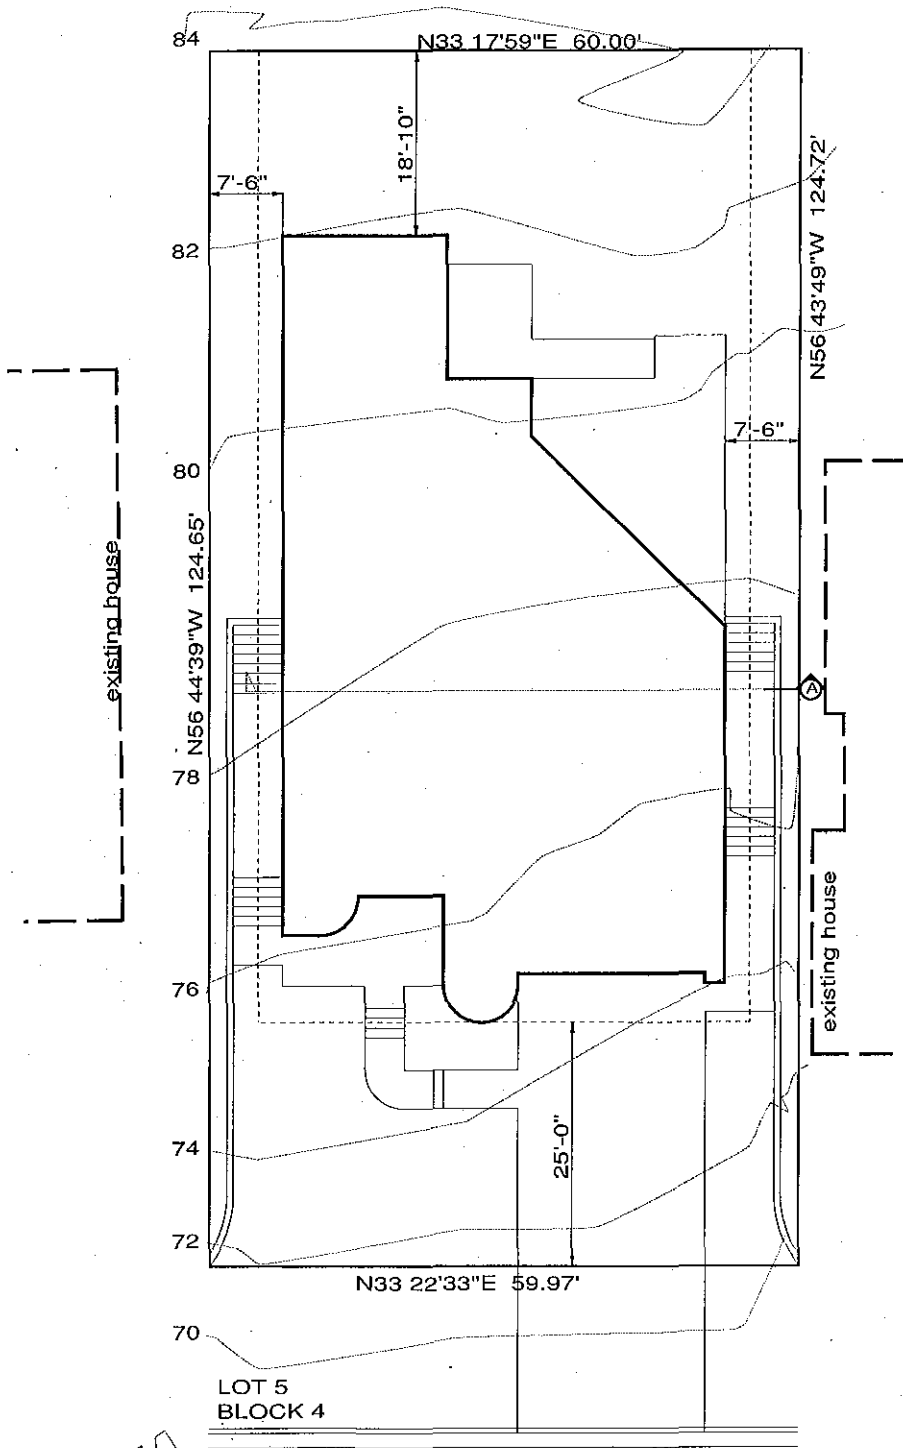 84
N33 17'59"E 60.00'
18'-10"
7'-6"
N56 43'49"W 124.72'
82
7'-6"
80
existing house
N56 44'39"W 124.65'
A
78
existing house
76
25'-0"
74
72
N33 22'33"E 59.97'
70
LOT 5
BLOCK 4